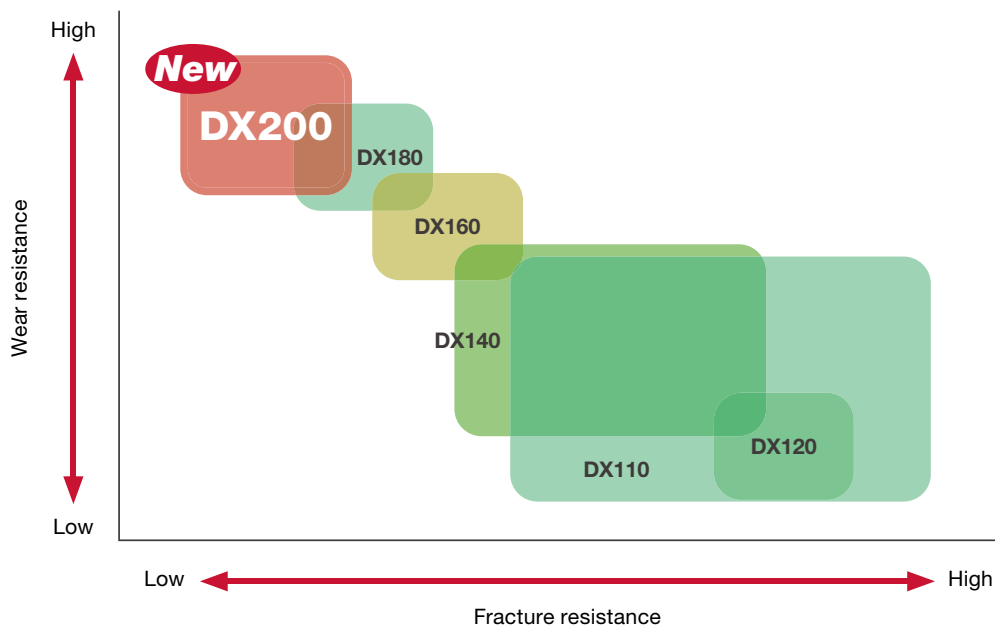 High
New
DX200
DX180
DX160
DX140
DX120
DX110
Wear resistance
Low
Low
High
Fracture resistance